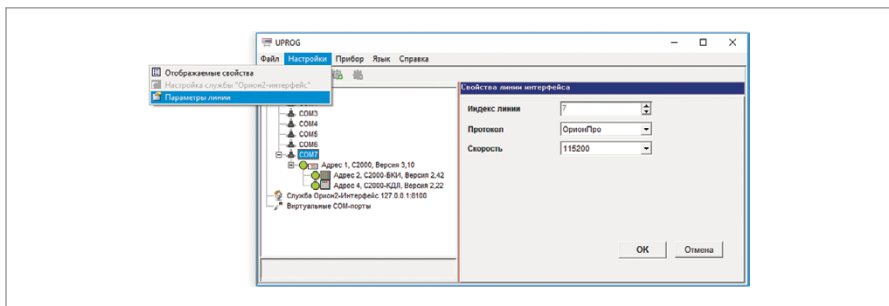 UPROG
Файл Настройки Прибор Язык Справка
Отображаемые свойства
Настройка службы "Орион2-интерфейс"
Параметры линии
COM3
COM4
COM5
COM6
COM7
Адрес 1, С2000, Версия 3,10
Адрес 2, С2000-БКИ, Версия 2,42
Адрес 4, С2000-КДЛ, Версия 2,22
Служба Орион2-Интерфейс 127.0.0.1:8100
Виртуальные COM-порты
Свойства линии интерфейса
Индекс линии 7
Протокол ОрионПро
Скорость 115200
ОК Отмена